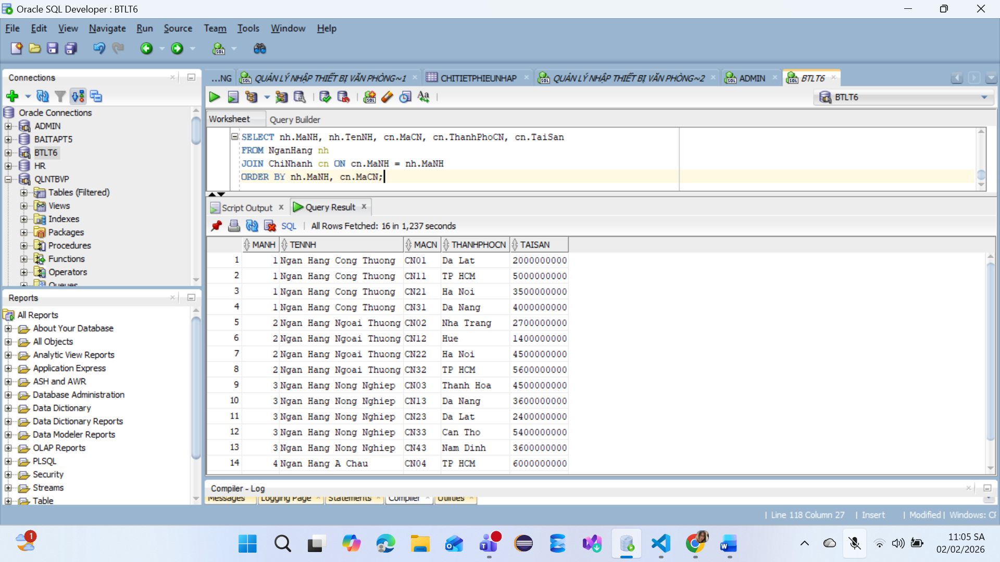 Oracle SQL Developer : BTLT6
File Edit View Navigate Run Source Team Tools Window Help
Connections
Oracle Connections
ADMIN
BAITAPT5
BTLT6
HR
QLNTBVP
Tables (Filtered)
Views
Indexes
Packages
Procedures
Functions
Operators
Queues
Reports
All Reports
About Your Database
All Objects
Analytic View Reports
Application Express
ASH and AWR
Database Administration
Data Dictionary
Data Dictionary Reports
Data Modeler Reports
OLAP Reports
PLSQL
Security
Streams
Table
...NG QUẢN LÝ NHẬP THIẾT BỊ VĂN PHÒNG~1 CHITIETPHIEUNHAP QUẢN LÝ NHẬP THIẾT BỊ VĂN PHÒNG~2 ADMIN BTLT6
BTLT6
Worksheet Query Builder
SELECT nh.MaNH, nh.TenNH, cn.MaCN, cn.ThanhPhoCN, cn.TaiSan
FROM NganHang nh
JOIN ChiNhanh cn ON cn.MaNH = nh.MaNH
ORDER BY nh.MaNH, cn.MaCN;
Script Output x Query Result x
SQL | All Rows Fetched: 16 in 1,237 seconds
MANH TENNH MACN THANHPHOCN TAISAN
1 1 Ngan Hang Cong Thuong CN01 Da Lat 2000000000
2 1 Ngan Hang Cong Thuong CN11 TP HCM 5000000000
3 1 Ngan Hang Cong Thuong CN21 Ha Noi 3500000000
4 1 Ngan Hang Cong Thuong CN31 Da Nang 4000000000
5 2 Ngan Hang Ngoai Thuong CN02 Nha Trang 2700000000
6 2 Ngan Hang Ngoai Thuong CN12 Hue 1400000000
7 2 Ngan Hang Ngoai Thuong CN22 Ha Noi 4500000000
8 2 Ngan Hang Ngoai Thuong CN32 TP HCM 5600000000
9 3 Ngan Hang Nong Nghiep CN03 Thanh Hoa 4500000000
10 3 Ngan Hang Nong Nghiep CN13 Da Nang 3600000000
11 3 Ngan Hang Nong Nghiep CN23 Da Lat 2400000000
12 3 Ngan Hang Nong Nghiep CN33 Can Tho 5400000000
13 3 Ngan Hang Nong Nghiep CN43 Nam Dinh 3600000000
14 4 Ngan Hang A Chau CN04 TP HCM 6000000000
Compiler - Log
Messages Logging Page Statements Compiler Utilities
| Line 118 Column 27 | Insert | Modified | Windows: CF
1
11:05 SA
02/02/2026